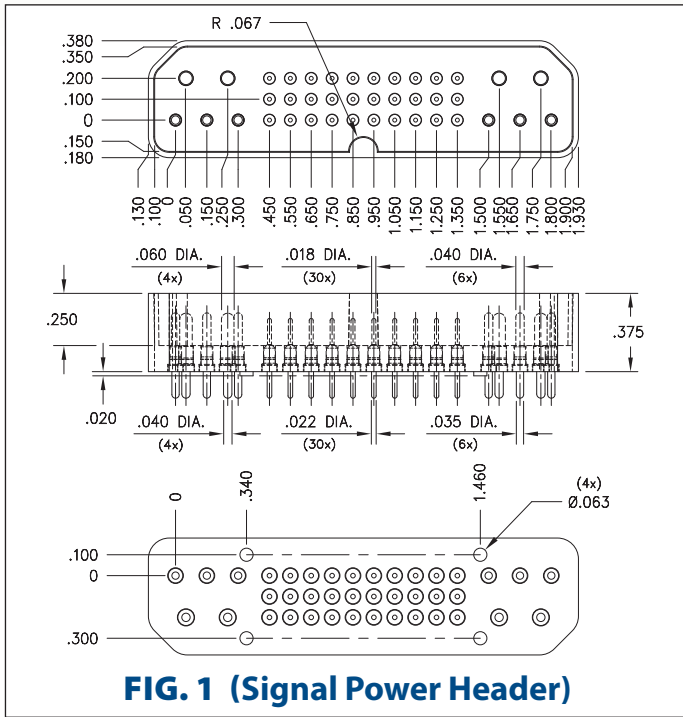 R .067
.380
.350
.200
.100
0
.150
.180
.130
.100
0
.050
.150
.250
.300
.450
.550
.650
.750
.850
.950
1.050
1.150
1.250
1.350
1.500
1.550
1.650
1.750
1.800
1.900
1.930
.060 DIA.
(4x)
.018 DIA.
(30x)
.040 DIA.
(6x)
.250
.375
.020
.040 DIA.
(4x)
.022 DIA.
(30x)
.035 DIA.
(6x)
0
.340
1.460
(4x)
Ø.063
.100
0
.300
FIG. 1 (Signal Power Header)